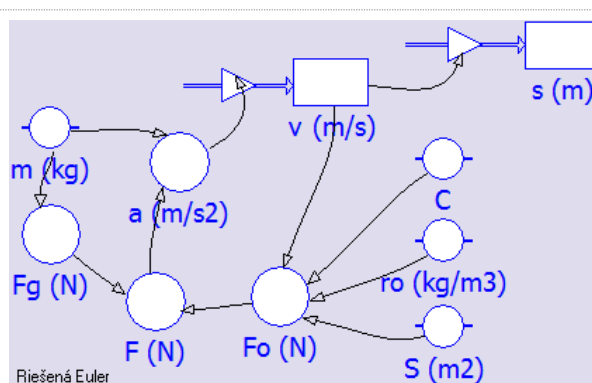 s (m)
v (m/s)
m (kg)
C
a (m/s2)
Fg (N)
ro (kg/m3)
F (N)
Fo (N)
S (m2)
Riešená Euler